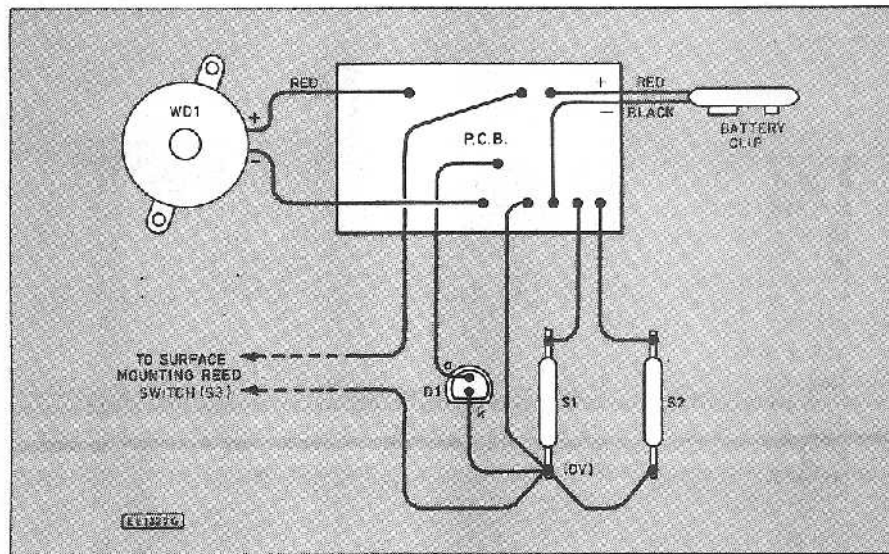 WD1
+
−
RED
P.C.B.
+
−
RED
BLACK
BATTERY
CLIP
TO SURFACE
MOUNTING REED
SWITCH (S3)
a
D1
k
S1
S2
(0V)